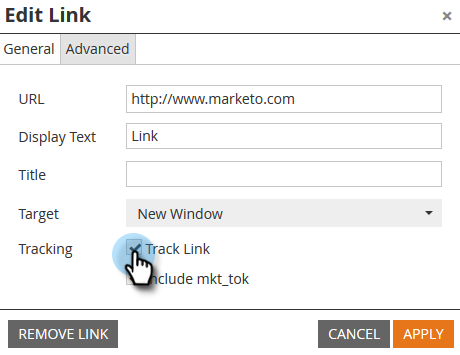 Edit Link ×
General Advanced
URL http://www.marketo.com
Display Text Link
Title
Target New Window
Tracking Track Link
Include mkt_tok
REMOVE LINK CANCEL APPLY